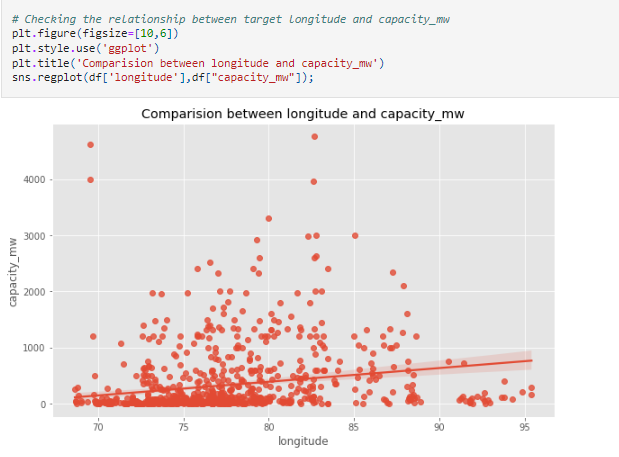 # Checking the relationship between target Longitude and capacity_mw
plt.figure(figsize=[10,6])
plt.style.use('ggplot')
plt.title('Comparision between longitude and capacity_mw')
sns.regplot(df['longitude'],df["capacity_mw"]);
Comparision between longitude and capacity_mw
capacity_mw
4000
3000
2000
1000
0
70
75
80
85
90
95
longitude